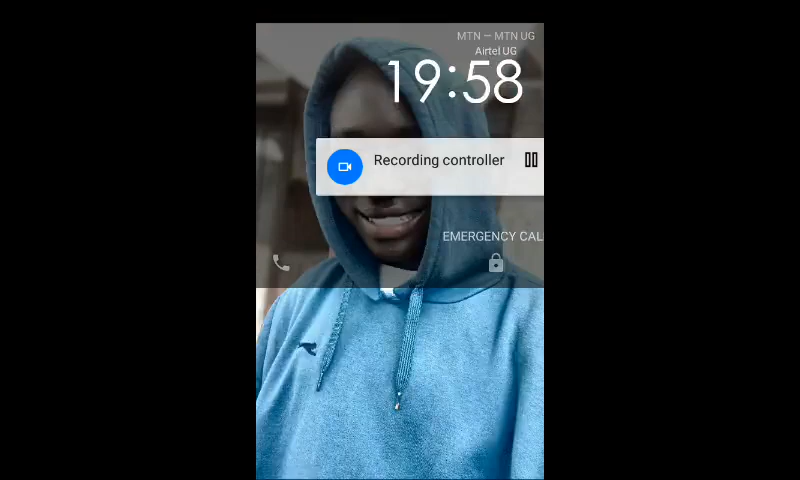 MTN — MTN UG
Airtel UG
19:58
Recording controller
EMERGENCY CAL